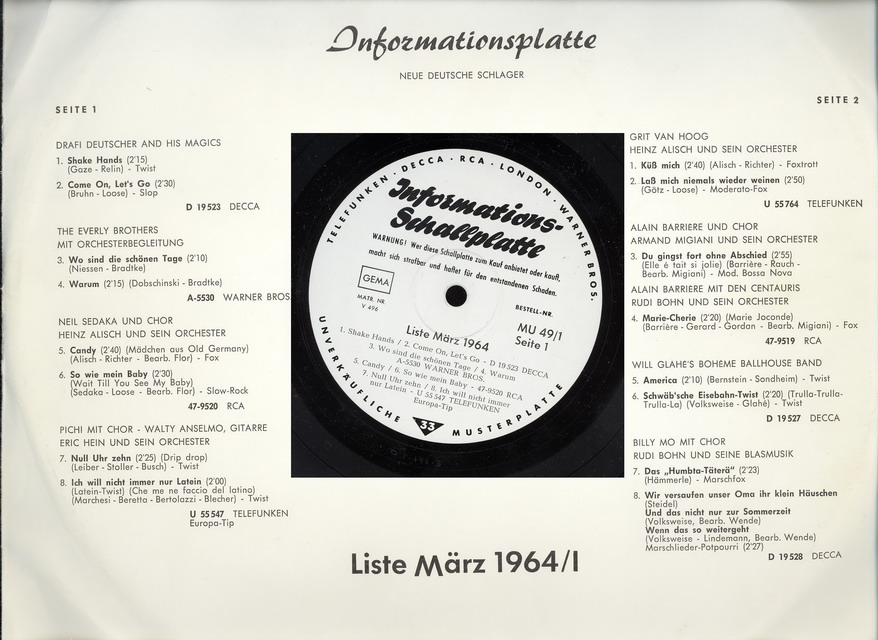 Informationsplatte
NEUE DEUTSCHE SCHLAGER
SEITE 1
DRAFI DEUTSCHER AND HIS MAGICS
1. Shake Hands (2'15)
(Gaze - Relin) - Twist
2. Come On, Let's Go (2'30)
(Bruhn - Loose) - Slop
D 19523 DECCA
THE EVERLY BROTHERS
MIT ORCHESTERBEGLEITUNG
3. Wo sind die schönen Tage (2'10)
(Niessen - Bradtke)
4. Warum (2'15) (Dobschinski - Bradtke)
A-5530 WARNER BROS
NEIL SEDAKA UND CHOR
HEINZ ALISCH UND SEIN ORCHESTER
5. Candy (2'40) (Mädchen aus Old Germany)
(Alisch - Richter - Bearb. Flor) - Fox
6. So wie mein Baby (2'30)
(Wait Till You See My Baby)
(Sedaka - Loose - Bearb. Flor) - Slow-Rock
47-9520 RCA
PICHI MIT CHOR - WALTY ANSELMO, GITARRE
ERIC HEIN UND SEIN ORCHESTER
7. Null Uhr zehn (2'25) (Drip drop)
(Leiber - Stoller - Busch) - Twist
8. Ich will nicht immer nur Latein (2'00)
(Latein-Twist) (Che me ne faccio del latino)
(Marchesi - Beretta - Bertolazzi - Blecher) - Twist
U 55547 TELEFUNKEN
Europa-Tip
TELEFUNKEN · DECCA · RCA · LONDON · WARNER BROS.
Informations-
Schallplatte
WARNUNG! Wer diese Schallplatte zum Kauf anbietet oder kauft,
macht sich strafbar und haftet für den entstandenen Schaden.
GEMA
MATR. NR
V 496
BESTELL-NR.
MU 49/1
Seite 1
Liste März 1964
1. Shake Hands / 2. Come On, Let's Go - D 19 523 DECCA
3. Wo sind die schönen Tage / 4. Warum
A-5530 WARNER BROS.
5. Candy / 6. So wie mein Baby - 47-9520 RCA
7. Null Uhr zehn / 8. Ich will nicht immer
nur Latein - U 55 547 TELEFUNKEN
Europa-Tip
UNVERKÄUFLICHE 33 MUSTERPLATTE
SEITE 2
GRIT VAN HOOG
HEINZ ALISCH UND SEIN ORCHESTER
1. Küß mich (2'40) (Alisch - Richter) - Foxtrott
2. Laß mich niemals wieder weinen (2'50)
(Götz - Loose) - Moderato-Fox
U 55764 TELEFUNKEN
ALAIN BARRIERE UND CHOR
ARMAND MIGIANI UND SEIN ORCHESTER
3. Du gingst fort ohne Abschied (2'55)
(Elle é tait si jolie) (Barrière - Rauch -
Bearb. Migiani) - Mod. Bossa Nova
ALAIN BARRIERE MIT DEN CENTAURIS
RUDI BOHN UND SEIN ORCHESTER
4. Marie-Cherie (2'20) (Marie Joconde)
(Barrière - Gerard - Gordan - Bearb. Migiani) - Fox
47-9519 RCA
WILL GLAHE'S BOHEME BALLHOUSE BAND
5. America (2'10) (Bernstein - Sondheim) - Twist
6. Schwäb'sche Eisebahn-Twist (2'20) (Trulla-Trulla-
Trulla-La) (Volksweise - Glahè) - Twist
D 19527 DECCA
BILLY MO MIT CHOR
RUDI BOHN UND SEINE BLASMUSIK
7. Das „Humbta-Täterä" (2'23)
(Hämmerle) - Marschfox
8. Wir versaufen unser Oma ihr klein Häuschen
(Steidel)
Und das nicht nur zur Sommerzeit
(Volksweise, Bearb. Wende)
Wenn das so weitergeht
(Volksweise - Lindemann, Bearb. Wende)
Marschlieder-Potpourri (2'27)
D 19528 DECCA
Liste März 1964/I